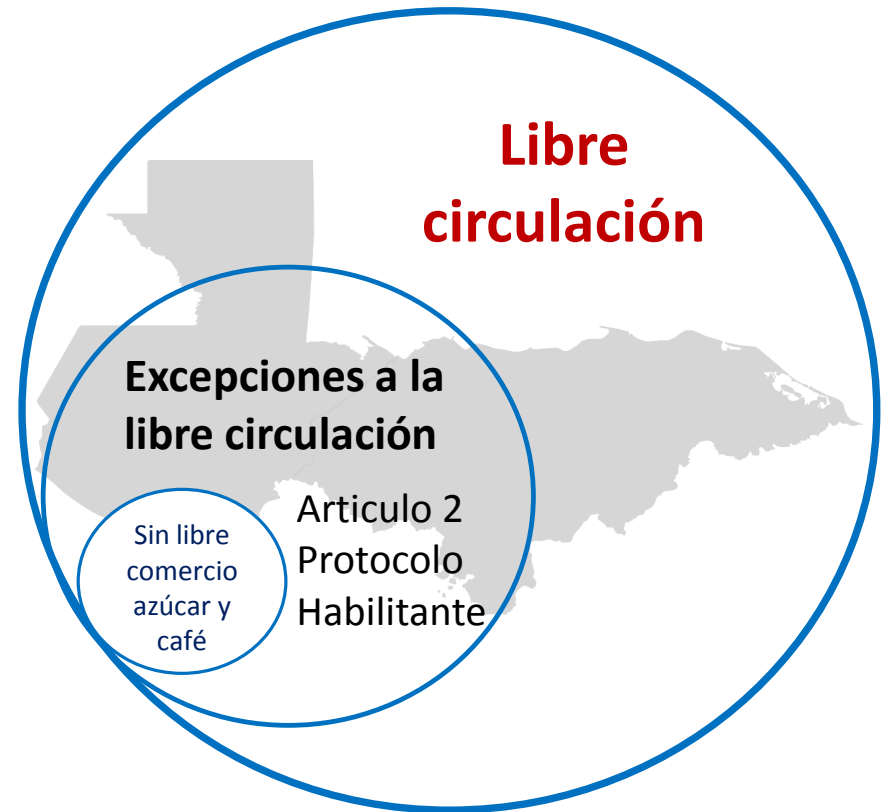 Libre
circulación
Excepciones a la
libre circulación
Articulo 2
Protocolo
Habilitante
Sin libre
comercio
azúcar y
café